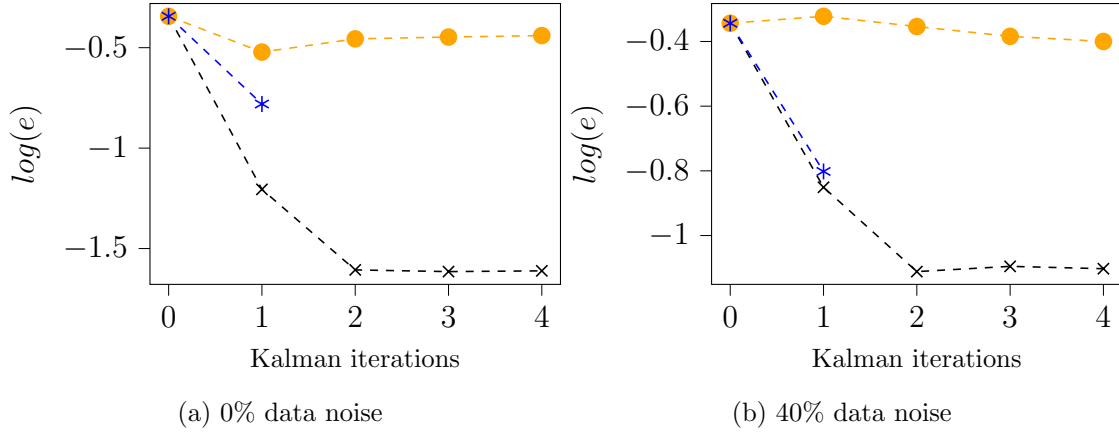 −0.5
−1
−1.5
log(e)
0 1 2 3 4
Kalman iterations
(a) 0% data noise
−0.4
−0.6
−0.8
−1
log(e)
0 1 2 3 4
Kalman iterations
(b) 40% data noise